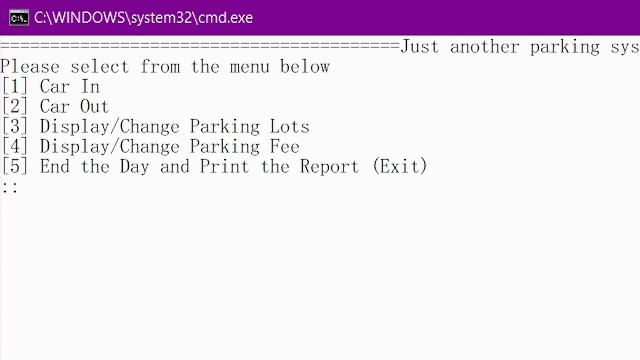 C:\WINDOWS\system32\cmd.exe
========================================Just another parking sys
Please select from the menu below
[1] Car In
[2] Car Out
[3] Display/Change Parking Lots
[4] Display/Change Parking Fee
[5] End the Day and Print the Report (Exit)
::